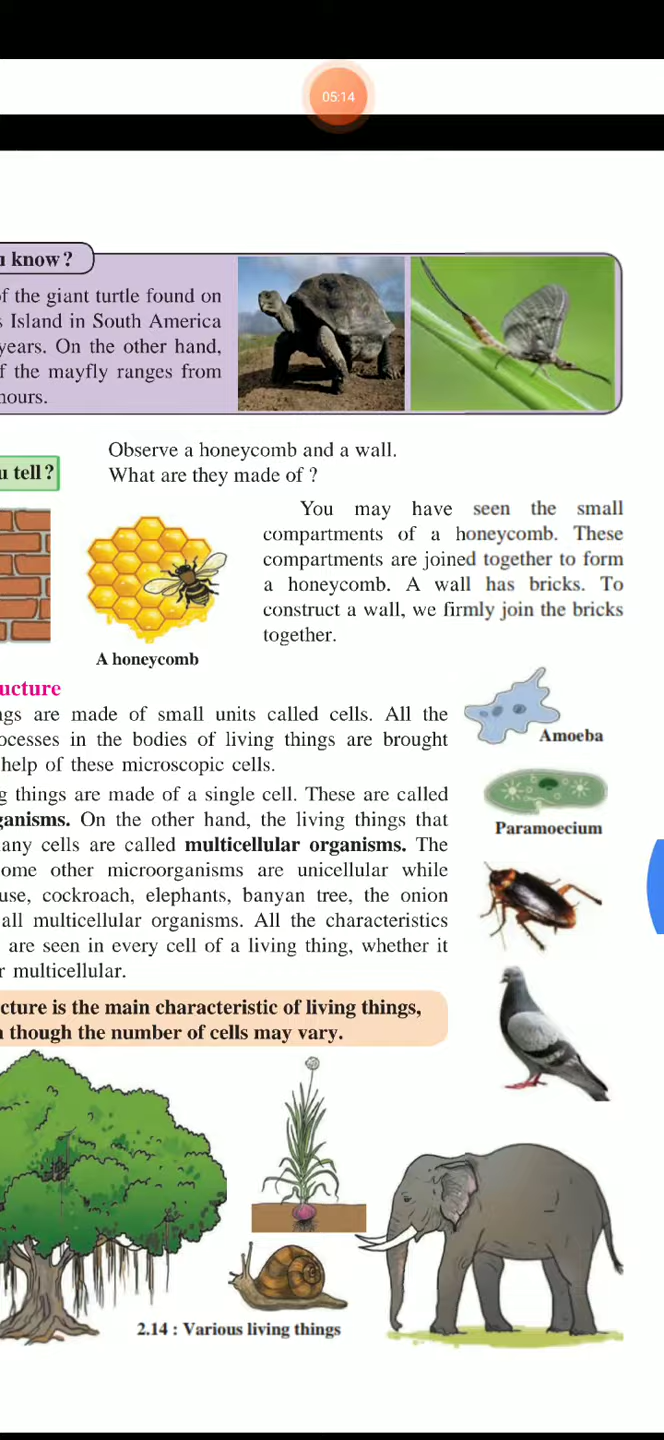 05:14
u know?
of the giant turtle found on
s Island in South America
years. On the other hand,
f the mayfly ranges from
hours.
u tell?
Observe a honeycomb and a wall.
What are they made of ?
You may have seen the small
compartments of a honeycomb. These
compartments are joined together to form
a honeycomb. A wall has bricks. To
construct a wall, we firmly join the bricks
together.
A honeycomb
ucture
ngs are made of small units called cells. All the
ocesses in the bodies of living things are brought
help of these microscopic cells.
Amoeba
g things are made of a single cell. These are called
ganisms. On the other hand, the living things that
any cells are called multicellular organisms. The
ome other microorganisms are unicellular while
use, cockroach, elephants, banyan tree, the onion
all multicellular organisms. All the characteristics
are seen in every cell of a living thing, whether it
r multicellular.
Paramoecium
cture is the main characteristic of living things,
n though the number of cells may vary.
2.14 : Various living things